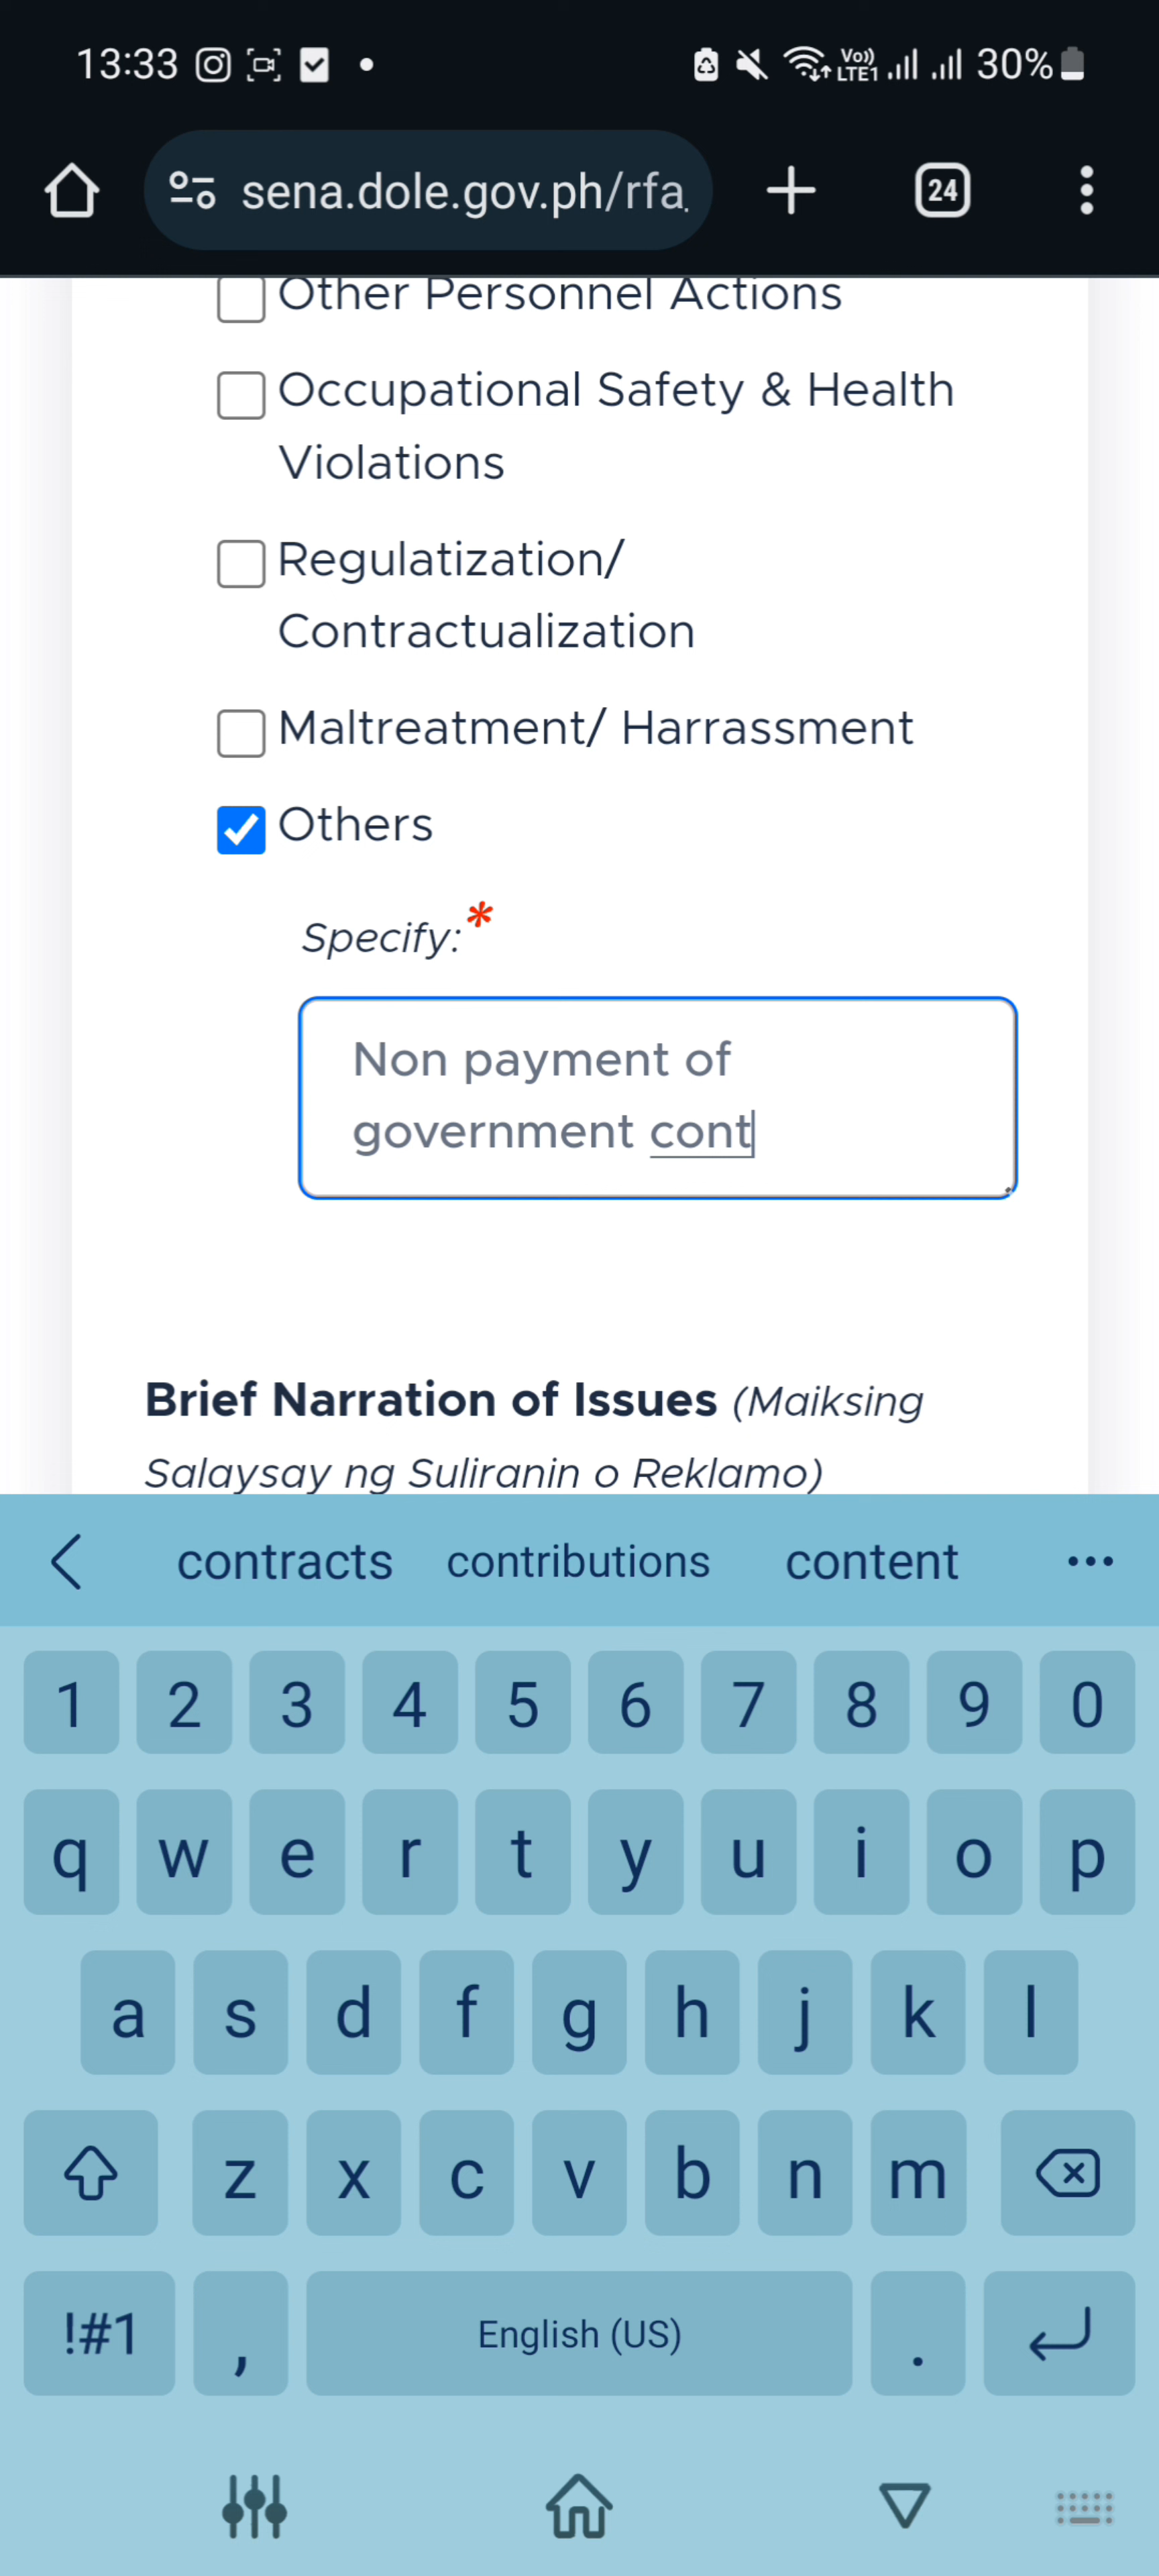 13:33
Vo)) LTE1 30%
sena.dole.gov.ph/rfa
24
Other Personnel Actions
Occupational Safety & Health
Violations
Regulatization/
Contractualization
Maltreatment/ Harrassment
Others
Specify:*
Non payment of
government cont
Brief Narration of Issues (Maiksing
Salaysay ng Suliranin o Reklamo)
contracts contributions content
1 2 3 4 5 6 7 8 9 0
q w e r t y u i o p
a s d f g h j k l
z x c v b n m
!#1 , English (US) .